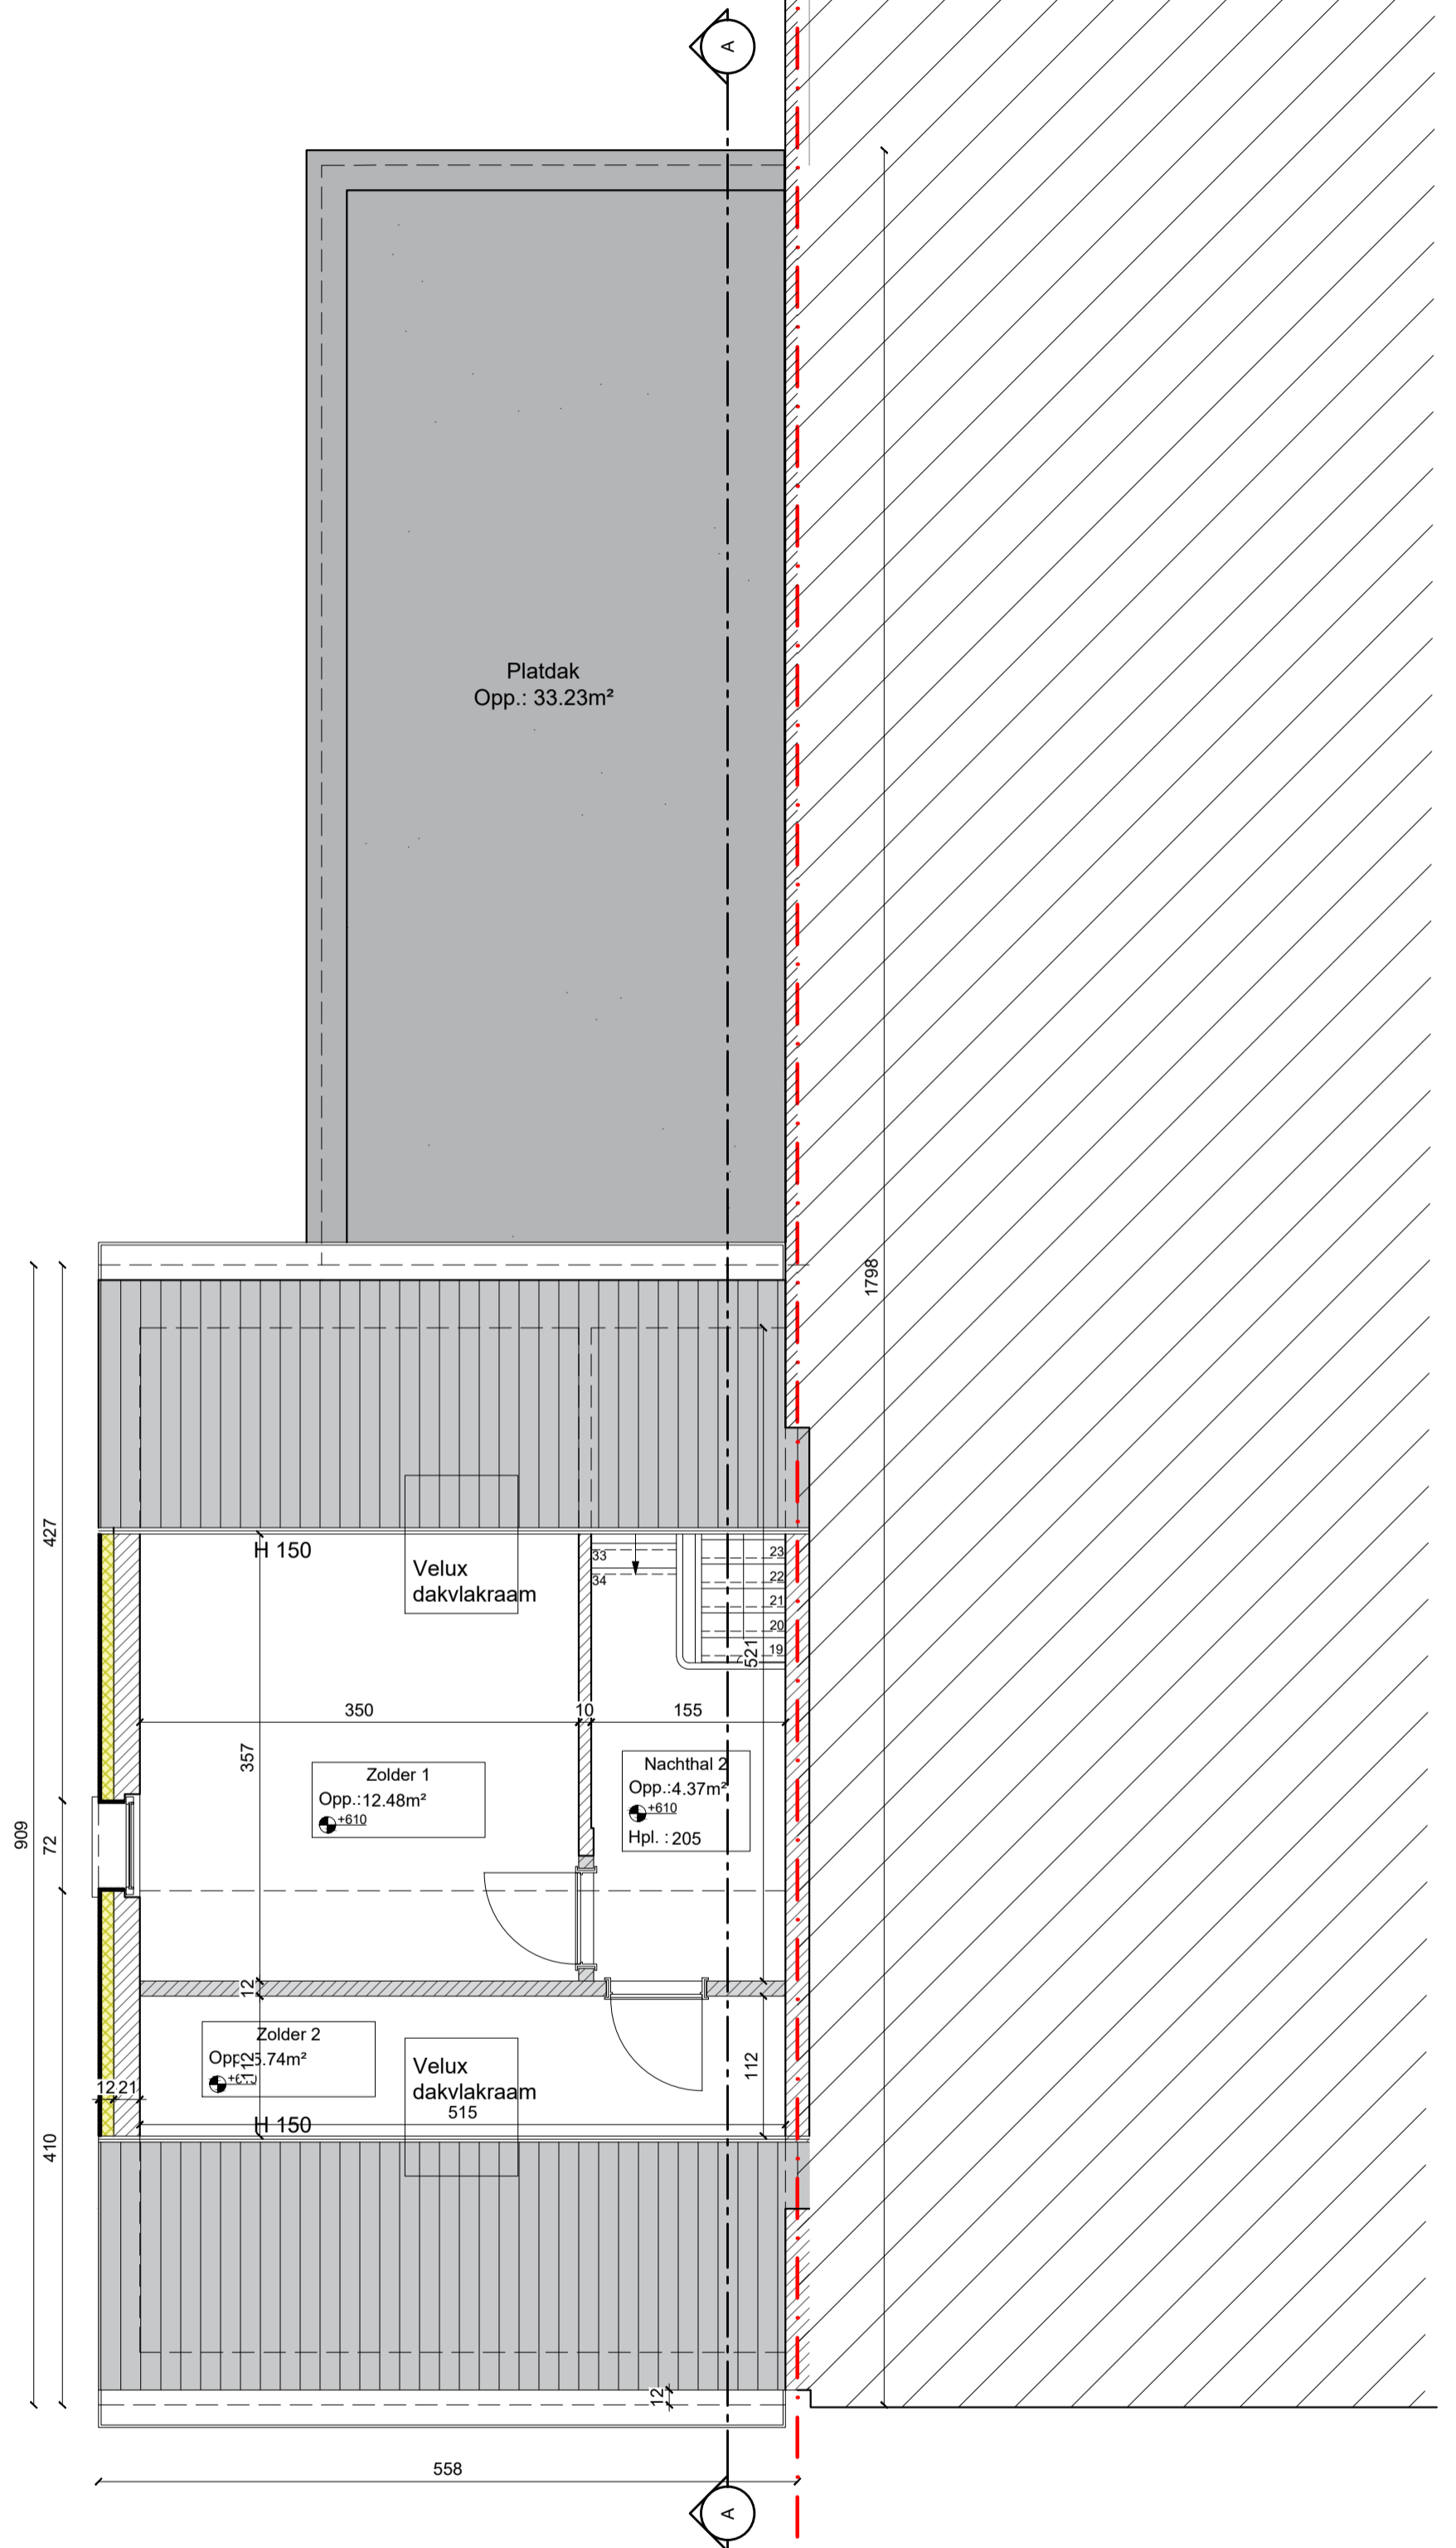 A
Platdak
Opp.: 33.23m²
1798
427
H 150
Velux
dakvlakraam
33
34
23
22
21
20
19
521
350
10
155
357
Zolder 1
Opp.:12.48m²
+610
Nachthal 2
Opp.:4.37m²
+610
Hpl. : 205
909
72
12
Zolder 2
112
112
Velux
dakvlakraam
12
21
515
H 150
410
12
558
A